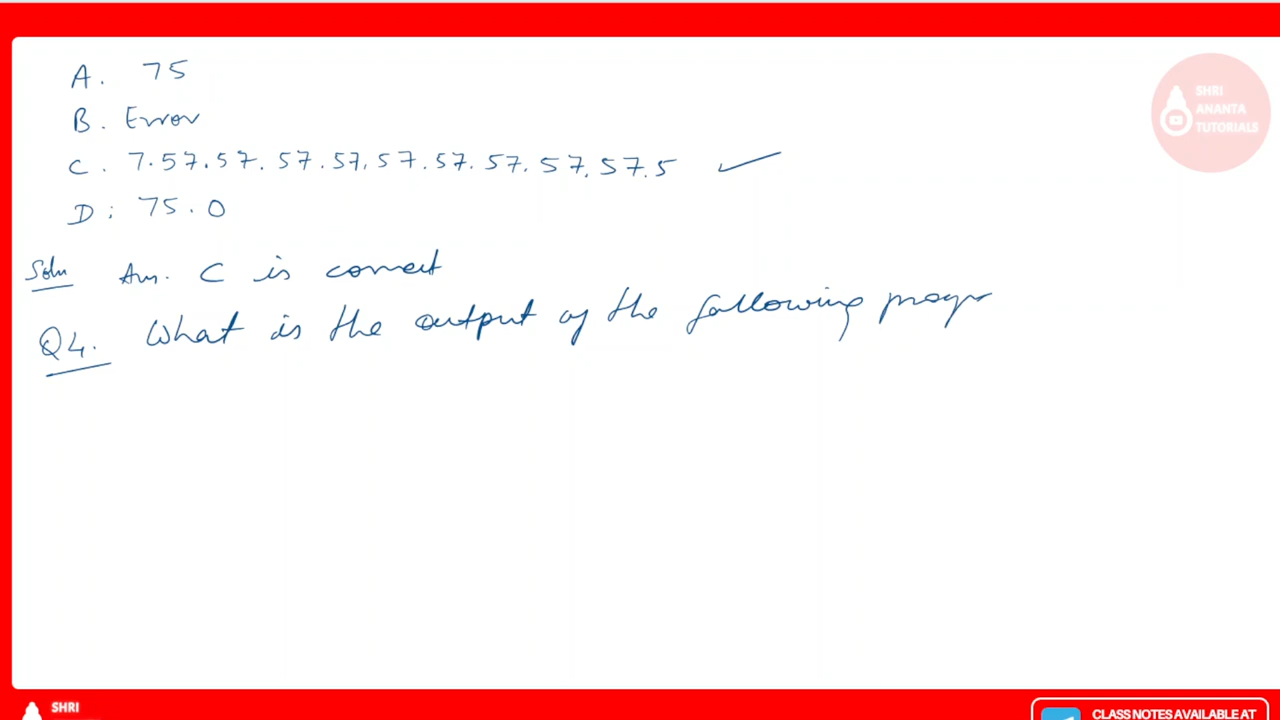 A. 75
B. Error
C. 7.57.57.57.57.57.57.57.57.57.5
D: 75.0
Soln Ans. C is correct
Q4. What is the output of the following progr
SHRI
ANANTA
TUTORIALS
SHRI
CLASS NOTES AVAILABLE AT